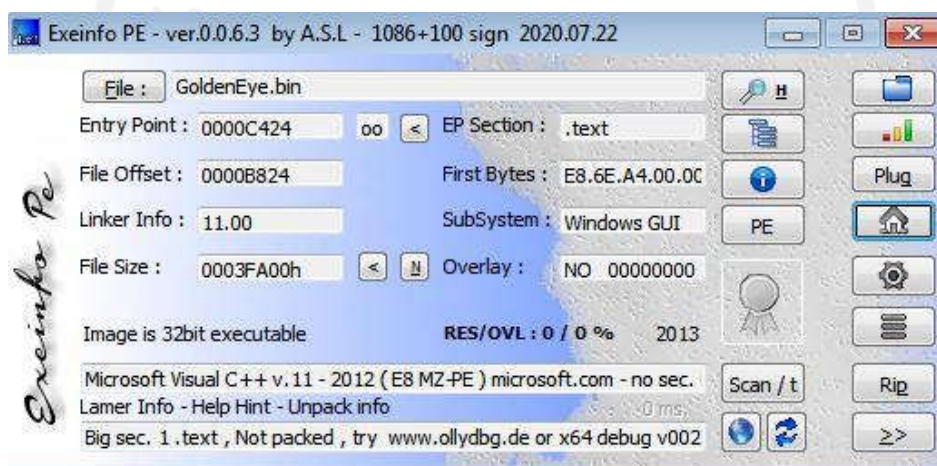 Exeinfo PE - ver.0.0.6.3 by A.S.L - 1086+100 sign 2020.07.22
Exeinfo Pe
File : GoldenEye.bin H
Entry Point : 0000C424 oo < EP Section : .text
File Offset : 0000B824 First Bytes : E8.6E.A4.00.00 Plug
Linker Info : 11.00 SubSystem : Windows GUI PE
File Size : 0003FA00h < N Overlay : NO 00000000
Image is 32bit executable RES/OVL : 0 / 0 % 2013
Microsoft Visual C++ v.11 - 2012 ( E8 MZ-PE ) microsoft.com - no sec. Scan / t Rip
Lamer Info - Help Hint - Unpack info 0 ms.
Big sec. 1 .text , Not packed , try www.ollydbg.de or x64 debug v002 >>